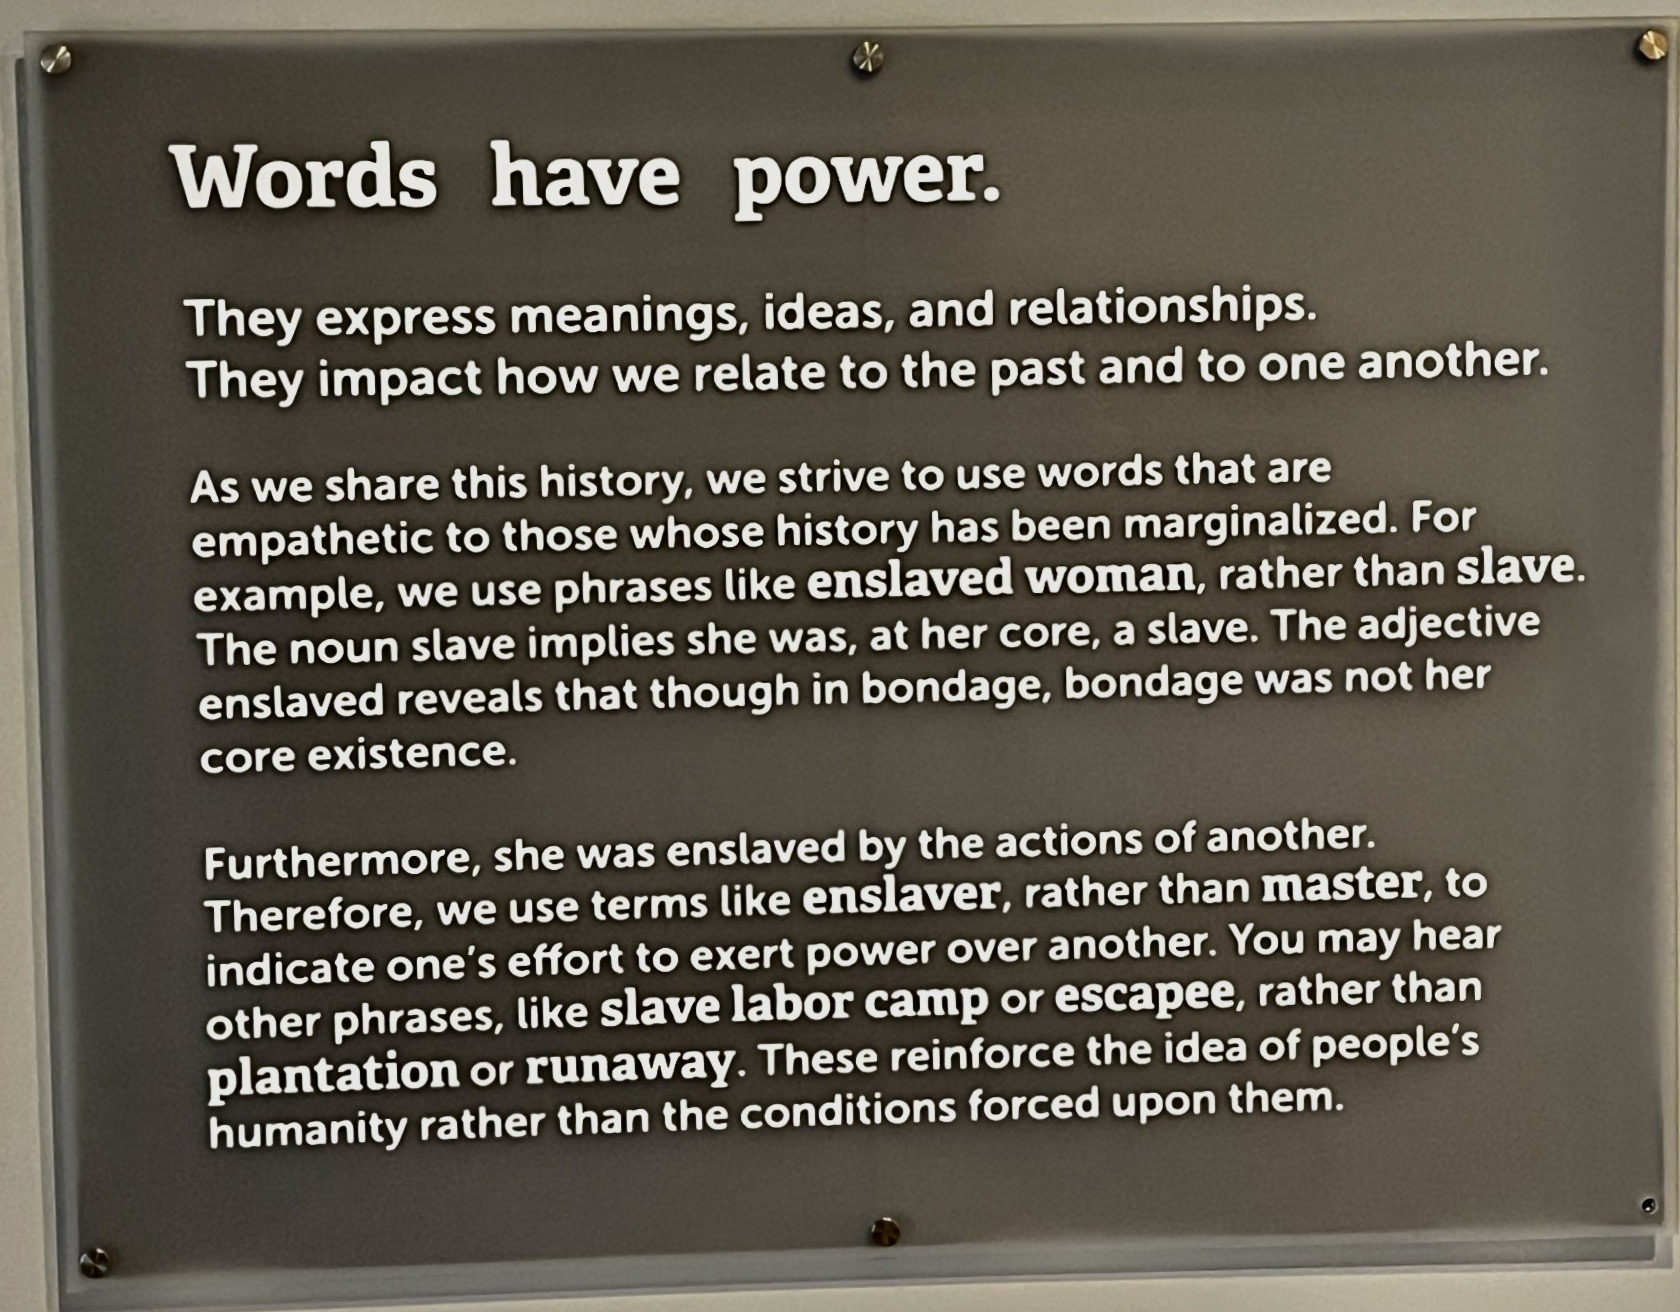 Words have power.
They express meanings, ideas, and relationships.
They impact how we relate to the past and to one another.
As we share this history, we strive to use words that are
empathetic to those whose history has been marginalized. For
example, we use phrases like enslaved woman, rather than slave.
The noun slave implies she was, at her core, a slave. The adjective
enslaved reveals that though in bondage, bondage was not her
core existence.
Furthermore, she was enslaved by the actions of another.
Therefore, we use terms like enslaver, rather than master, to
indicate one's effort to exert power over another. You may hear
other phrases, like slave labor camp or escapee, rather than
plantation or runaway. These reinforce the idea of people's
humanity rather than the conditions forced upon them.